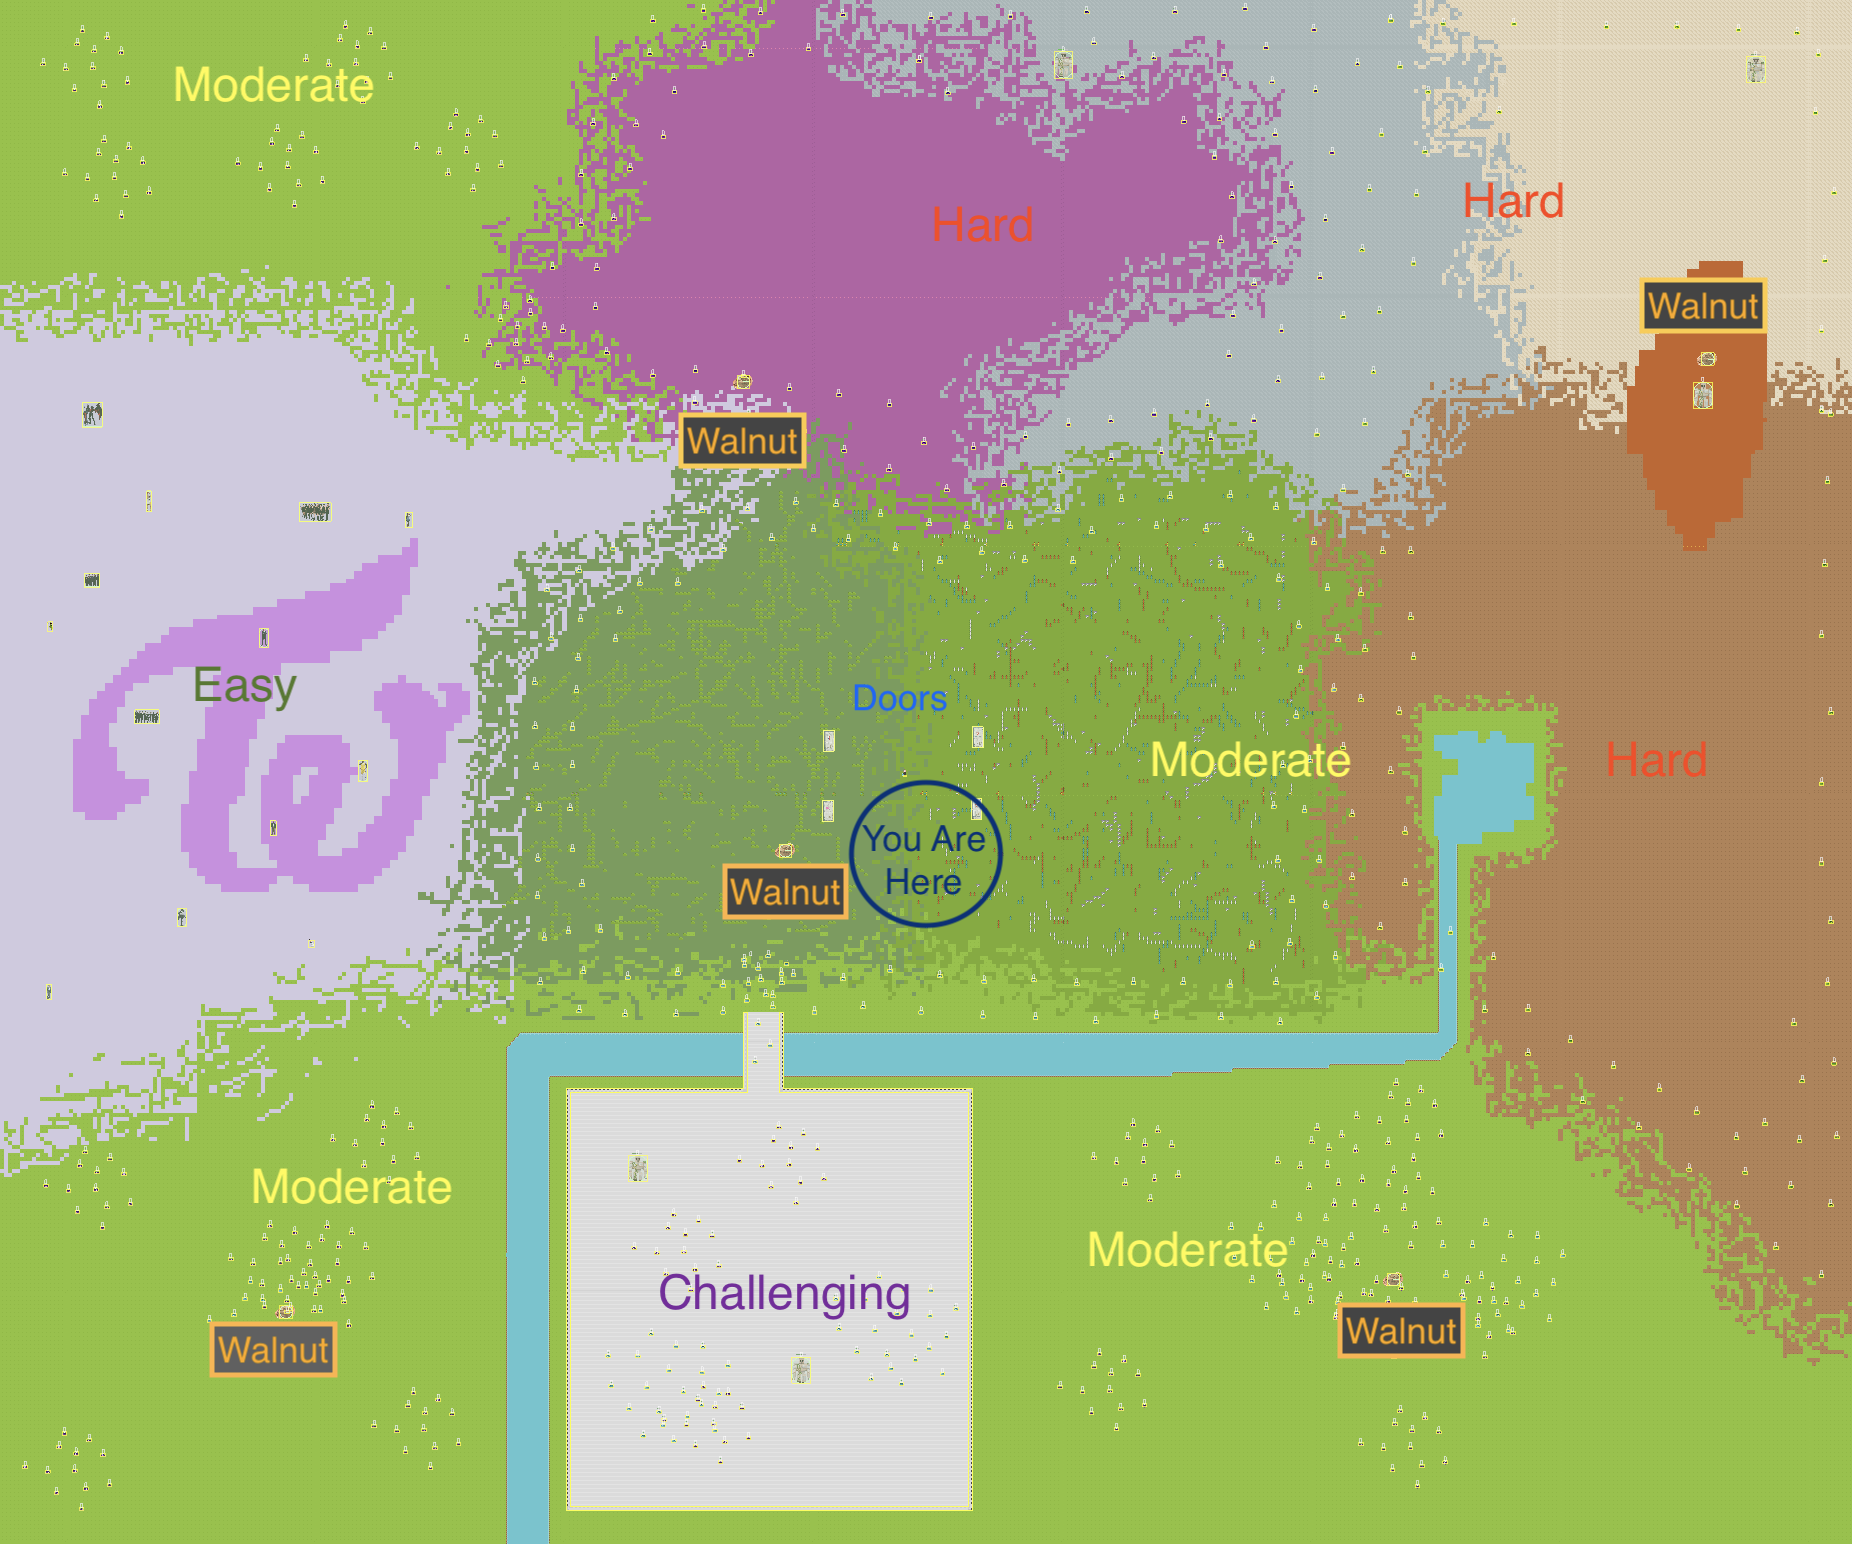 Moderate
Hard
Hard
Walnut
Walnut
Easy
Doors
Moderate
Hard
You Are
Here
Walnut
Moderate
Moderate
Challenging
Walnut
Walnut